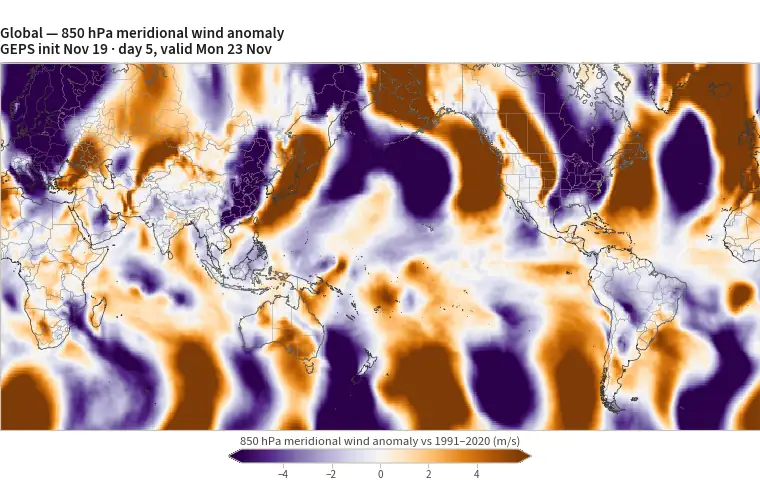 Global — 850 hPa meridional wind anomaly
GEPS init Nov 19 · day 5, valid Mon 23 Nov
850 hPa meridional wind anomaly vs 1991–2020 (m/s)
−4 −2 0 2 4